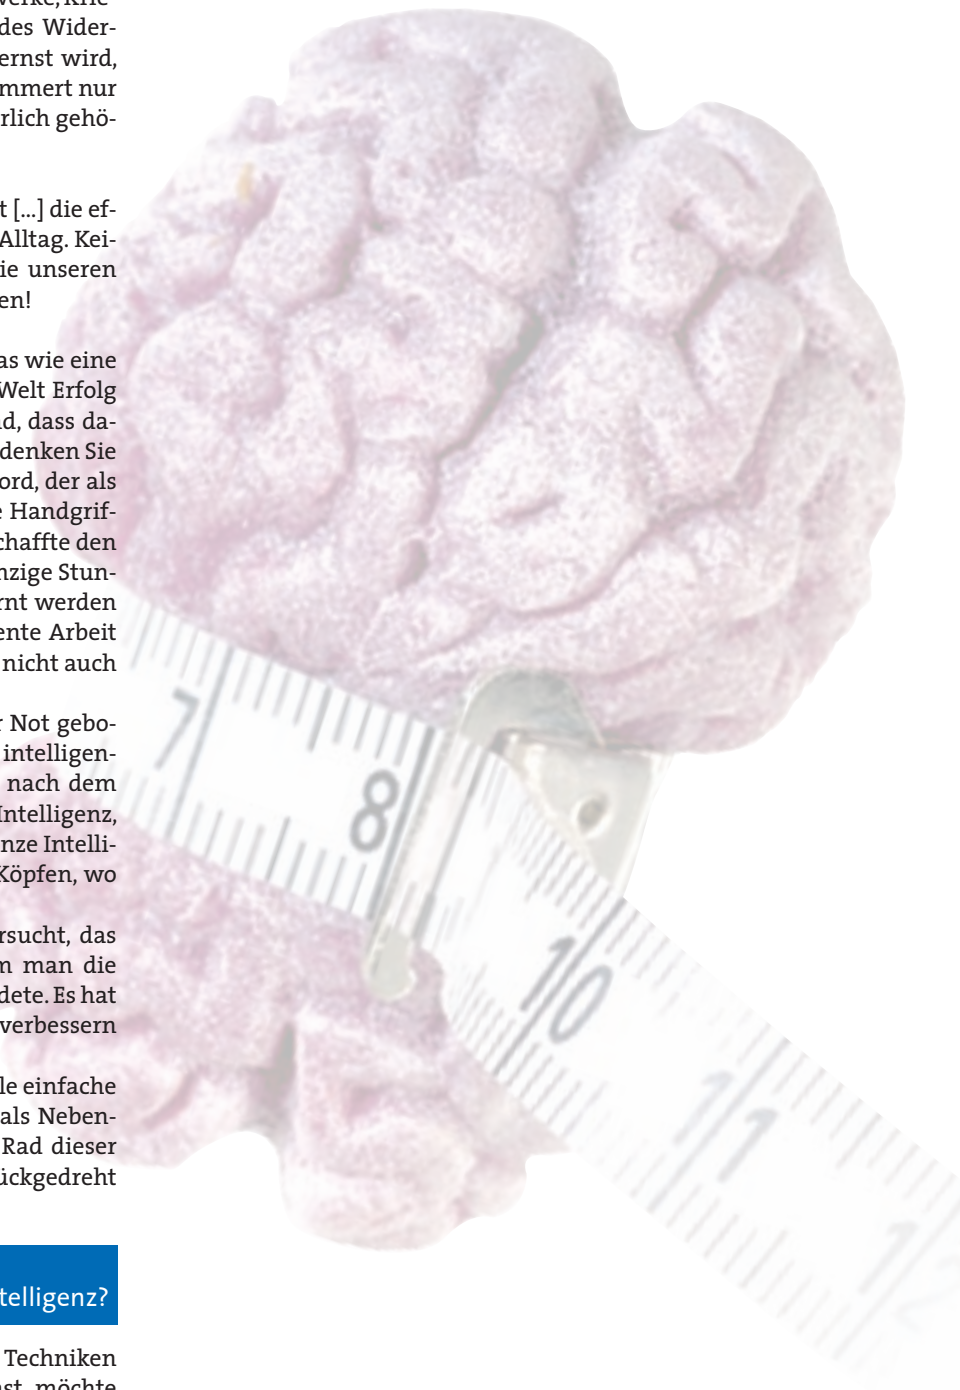 des Wider-
ernst wird,
mmert nur
rlich gehö-
t [...] die ef-
Alltag. Kei-
ie unseren
en!
as wie eine
Welt Erfolg
d, dass da-
denken Sie
ord, der als
e Handgrif-
chaffte den
nzige Stun-
rnt werden
ente Arbeit
nicht auch
r Not gebo-
intelligen-
nach dem
Intelligenz,
nze Intelli-
Köpfen, wo
rsucht, das
m man die
dete. Es hat
verbessern
le einfache
als Neben-
Rad dieser
ückgedreht
telligenz?
Techniken
möchte
7
8
10
11
12